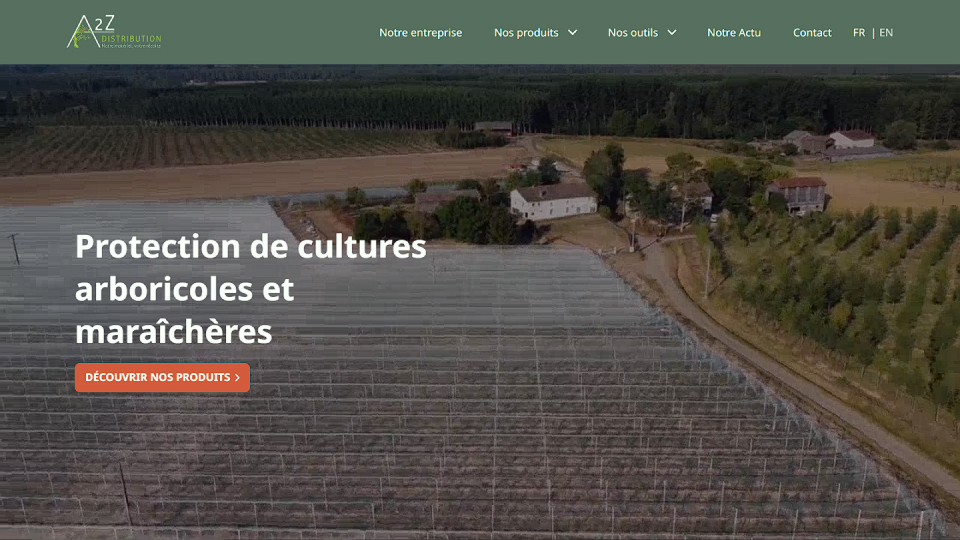 A2Z
DISTRIBUTION
Notre entreprise
Nos produits
Nos outils
Notre Actu
Contact
FR | EN
Protection de cultures
arboricoles et
maraîchères
DÉCOUVRIR NOS PRODUITS